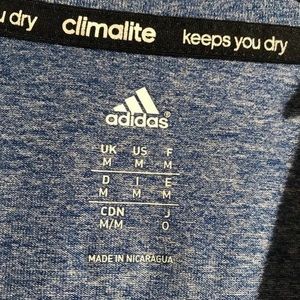 you dry climalite keeps you dry
adidas®
UK US F
M M M
D I E
M M M
CDN J
M/M O
MADE IN NICARAGUA